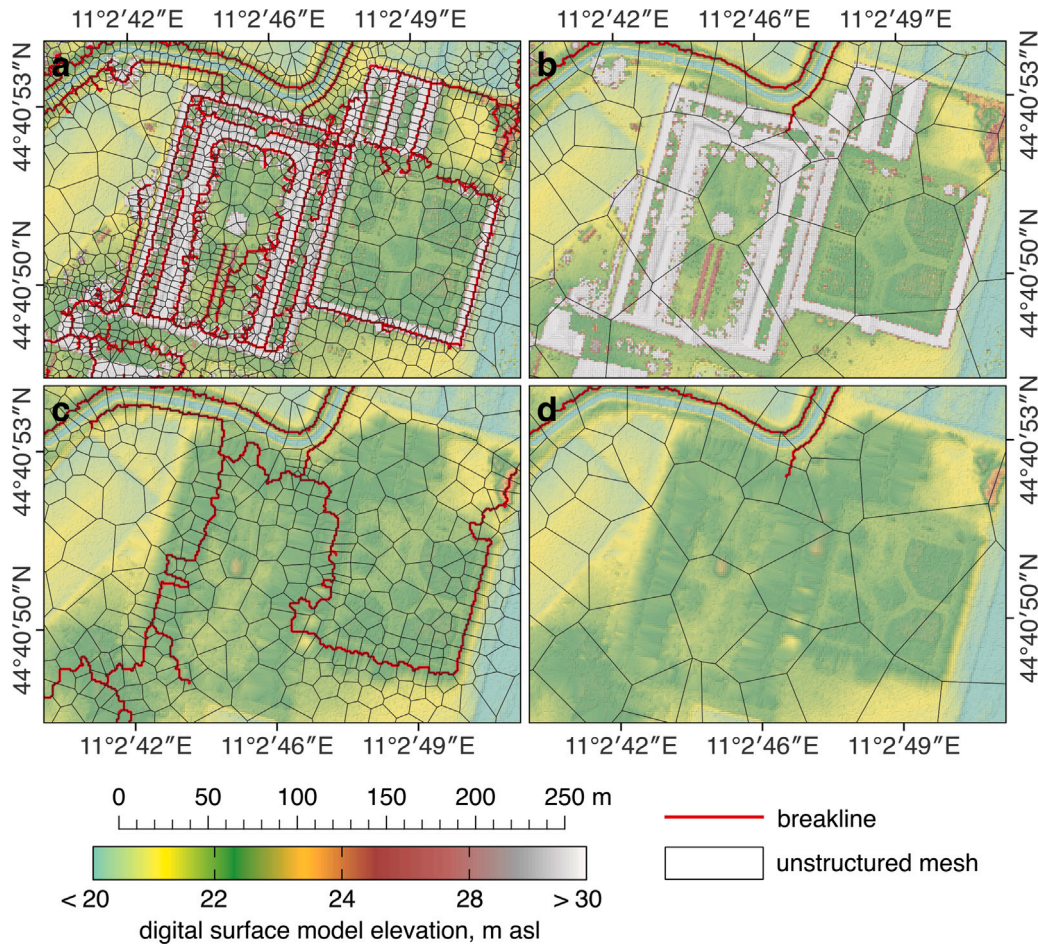 11°2′42″E 11°2′46″E 11°2′49″E 11°2′42″E 11°2′46″E 11°2′49″E
a
b
44°40′53″N
44°40′50″N
44°40′53″N
44°40′50″N
c
d
44°40′53″N
44°40′50″N
44°40′53″N
44°40′50″N
11°2′42″E 11°2′46″E 11°2′49″E 11°2′42″E 11°2′46″E 11°2′49″E
0 50 100 150 200 250 m
breakline
unstructured mesh
< 20 22 24 28 > 30
digital surface model elevation, m asl